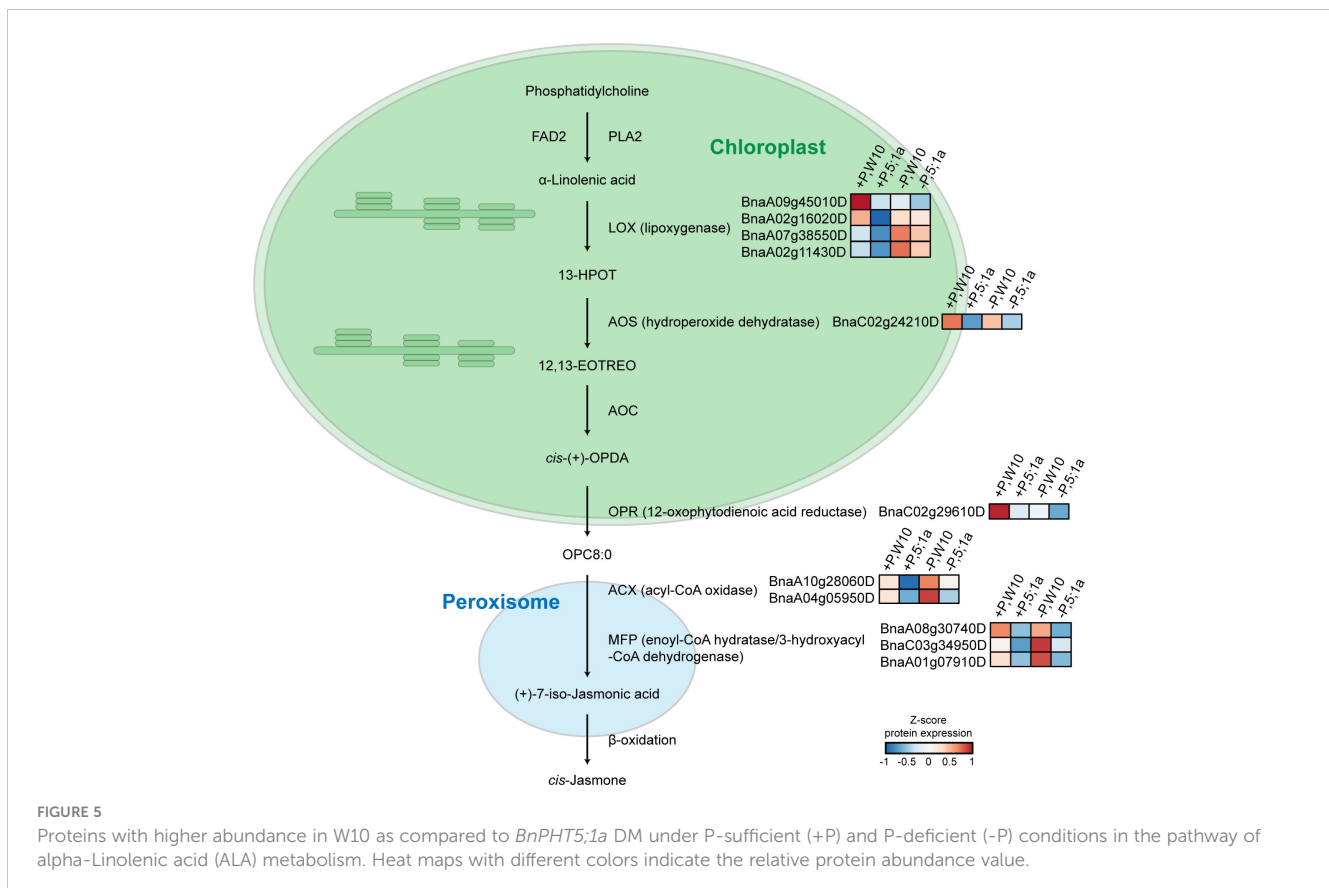 Phosphatidylcholine
FAD2 PLA2
Chloroplast
α-Linolenic acid
+P,W10
+P,5;1a
-P,W10
-P,5;1a
BnaA09g45010D
BnaA02g16020D
LOX (lipoxygenase)
BnaA07g38550D
BnaA02g11430D
13-HPOT
+P,W10
+P,5;1a
-P,W10
-P,5;1a
AOS (hydroperoxide dehydratase) BnaC02g24210D
12,13-EOTREO
AOC
cis-(+)-OPDA
+P,W10
+P,5;1a
-P,W10
-P,5;1a
OPR (12-oxophytodienoic acid reductase) BnaC02g29610D
OPC8:0
+P,W10
+P,5;1a
-P,W10
-P,5;1a
ACX (acyl-CoA oxidase)
BnaA10g28060D
BnaA04g05950D
Peroxisome
+P,W10
+P,5;1a
-P,W10
-P,5;1a
MFP (enoyl-CoA hydratase/3-hydroxyacyl
-CoA dehydrogenase)
BnaA08g30740D
BnaC03g34950D
BnaA01g07910D
(+)-7-iso-Jasmonic acid
β-oxidation
cis-Jasmone
Z-score
protein expression
-1 -0.5 0 0.5 1
FIGURE 5
Proteins with higher abundance in W10 as compared to BnPHT5;1a DM under P-sufficient (+P) and P-deficient (-P) conditions in the pathway of
alpha-Linolenic acid (ALA) metabolism. Heat maps with different colors indicate the relative protein abundance value.